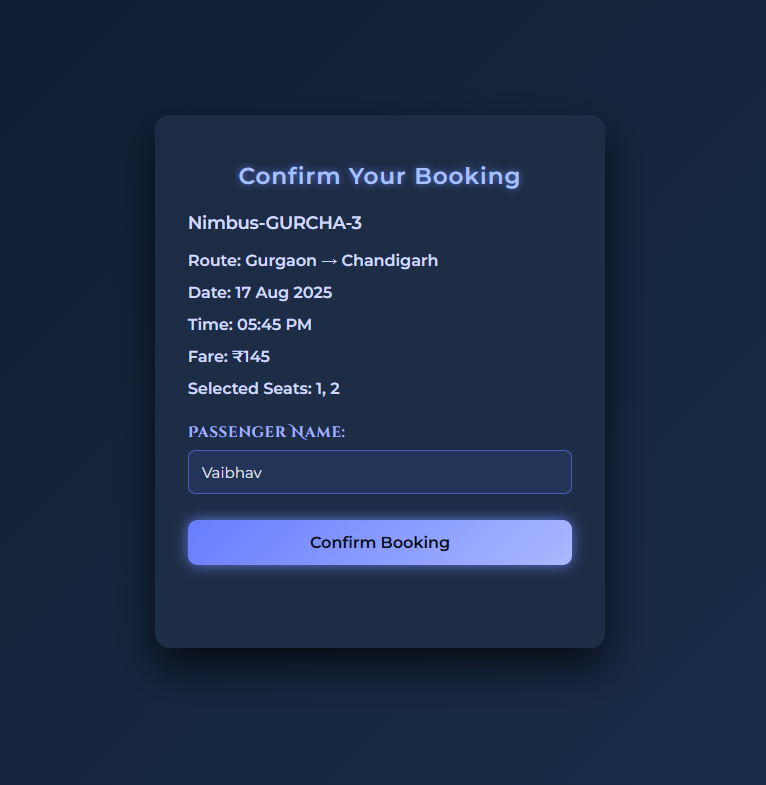 Confirm Your Booking
Nimbus-GURCHA-3
Route: Gurgaon → Chandigarh
Date: 17 Aug 2025
Time: 05:45 PM
Fare: ₹145
Selected Seats: 1, 2
Passenger Name:
Vaibhav
Confirm Booking